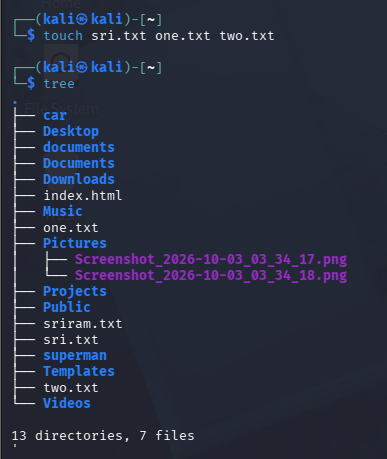 ┌──(kali㉿kali)-[~]
└─$ touch sri.txt one.txt two.txt

┌──(kali㉿kali)-[~]
└─$ tree
.
├── car
├── Desktop
├── documents
├── Documents
├── Downloads
├── index.html
├── Music
├── one.txt
├── Pictures
│   ├── Screenshot_2026-10-03_03_34_17.png
│   └── Screenshot_2026-10-03_03_34_18.png
├── Projects
├── Public
├── sriram.txt
├── sri.txt
├── superman
├── Templates
├── two.txt
└── Videos

13 directories, 7 files